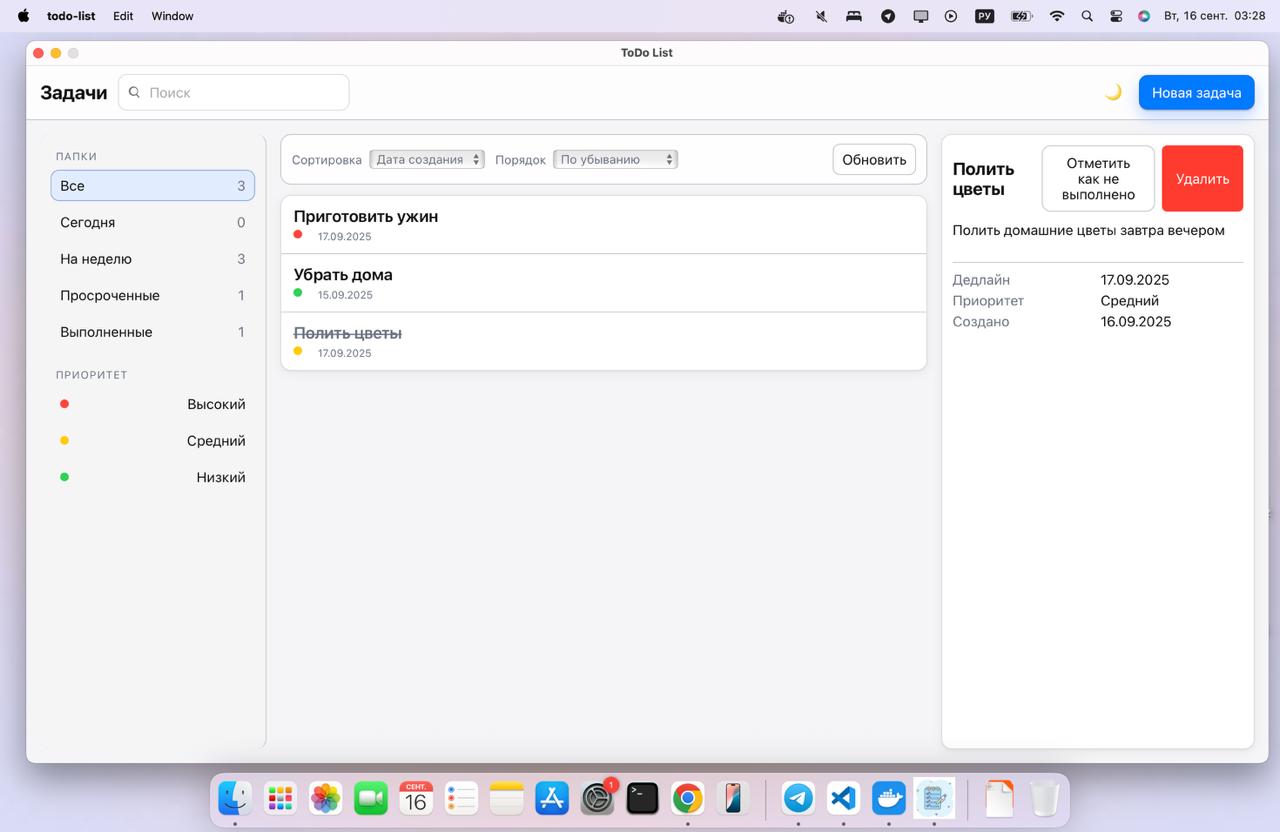 todo-list Edit Window РУ Вт, 16 сент. 03:28
ToDo List
Задачи Поиск Новая задача
ПАПКИ
Все 3
Сегодня 0
На неделю 3
Просроченные 1
Выполненные 1
ПРИОРИТЕТ
Высокий
Средний
Низкий
Сортировка Дата создания Порядок По убыванию Обновить
Приготовить ужин
17.09.2025
Убрать дома
15.09.2025
Полить цветы
17.09.2025
Полить
цветы
Отметить
как не
выполнено
Удалить
Полить домашние цветы завтра вечером
Дедлайн 17.09.2025
Приоритет Средний
Создано 16.09.2025
СЕНТ.
16
1